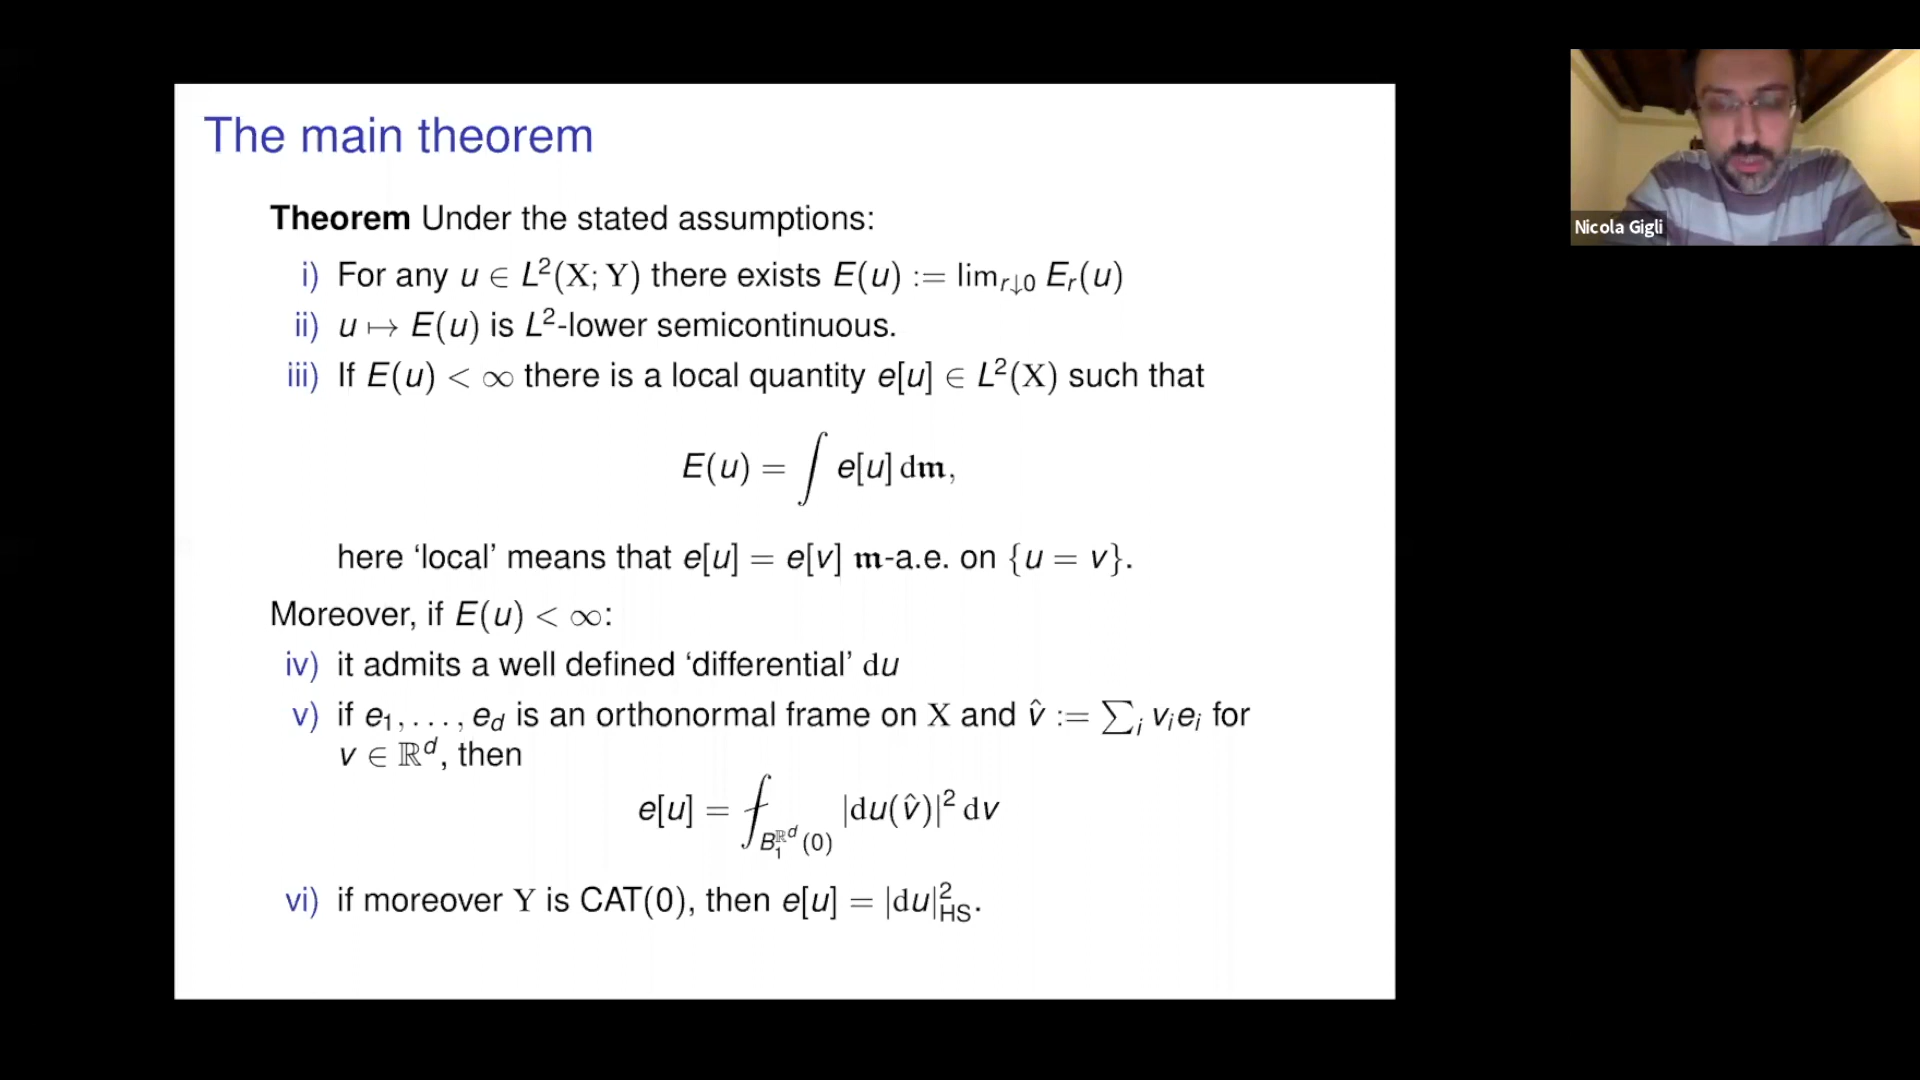 The main theorem
Theorem Under the stated assumptions:
i) For any u ∈ L²(X; Y) there exists E(u) := lim_{r↓0} E_r(u)
ii) u ↦ E(u) is L²-lower semicontinuous.
iii) If E(u) < ∞ there is a local quantity e[u] ∈ L²(X) such that
E(u) = ∫ e[u] d𝖒,
here ‘local’ means that e[u] = e[v] 𝖒-a.e. on {u = v}.
Moreover, if E(u) < ∞:
iv) it admits a well defined ‘differential’ du
v) if e₁, . . . , e_d is an orthonormal frame on X and v̂ := ∑_i v_i e_i for
v ∈ ℝ^d, then
e[u] = ⨍_{B_1^{ℝ^d}(0)} |du(v̂)|² dv
vi) if moreover Y is CAT(0), then e[u] = |du|²_HS.
Nicola Gigli